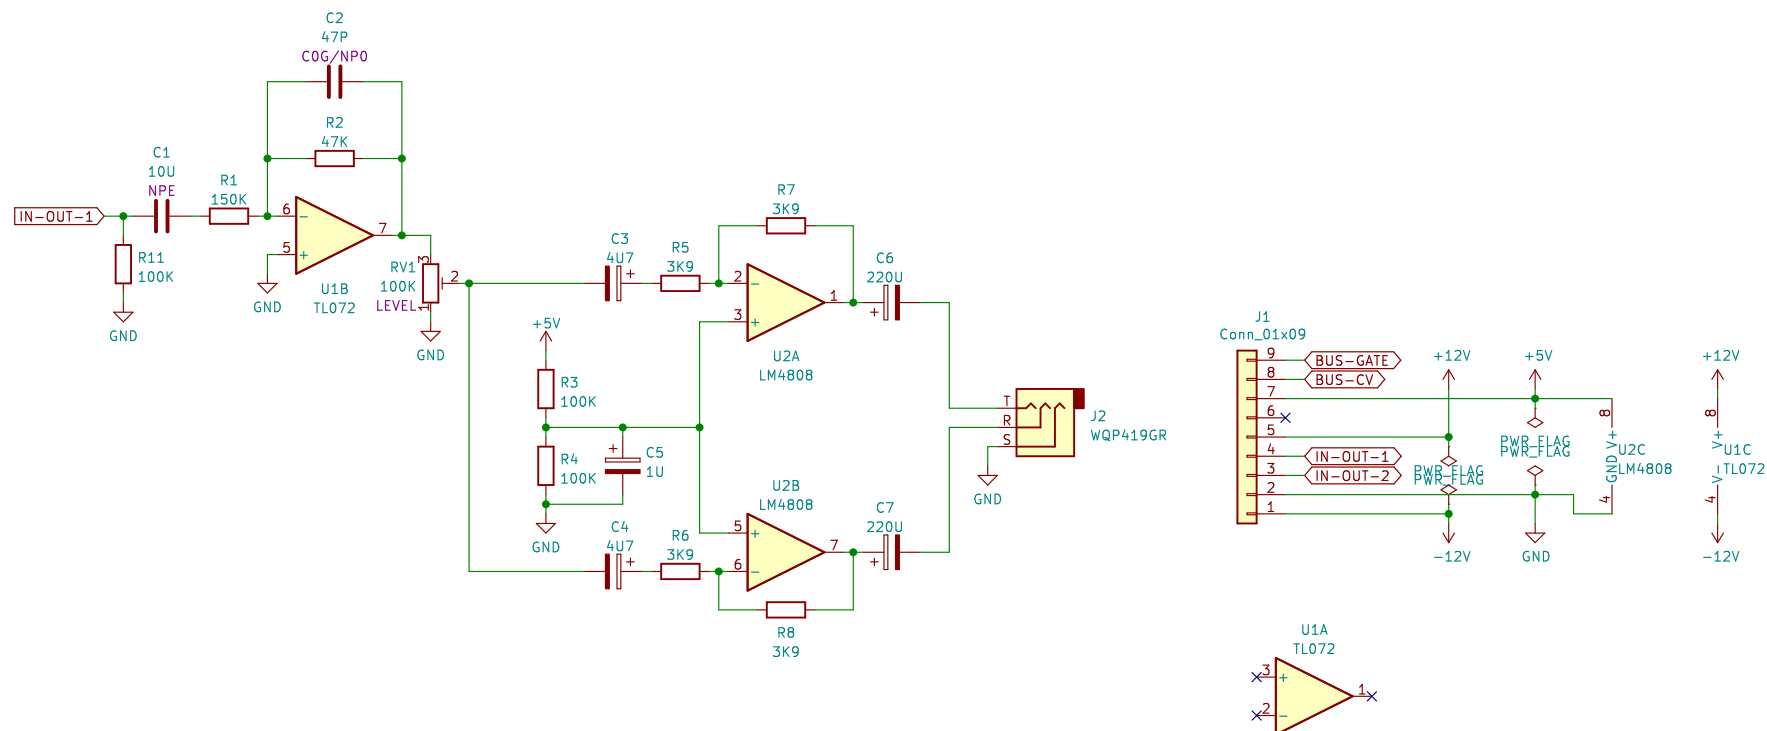 C2
47P
C0G/NP0
R2
47K
C1
10U
NPE
R1
150K
IN-OUT-1
R11
100K
GND
6
5
7
GND
U1B
TL072
RV1
100K
LEVEL
3
2
1
GND
C3
4U7
+
R5
3K9
R7
3K9
2
3
1
U2A
LM4808
C6
220U
+
+5V
R3
100K
R4
100K
+
C5
1U
GND
C4
4U7
+
R6
3K9
U2B
LM4808
5
6
7
R8
3K9
C7
220U
+
T
R
S
J2
WQP419GR
GND
J1
Conn_01x09
9
8
7
6
5
4
3
2
1
BUS-GATE
BUS-CV
IN-OUT-1
IN-OUT-2
+12V
PWR_FLAG
PWR_FLAG
-12V
+5V
PWR_FLAG
PWR_FLAG
GND
8
V+
GND
4
U2C
LM4808
+12V
8
V+
V-
4
U1C
TL072
-12V
U1A
TL072
3
2
1